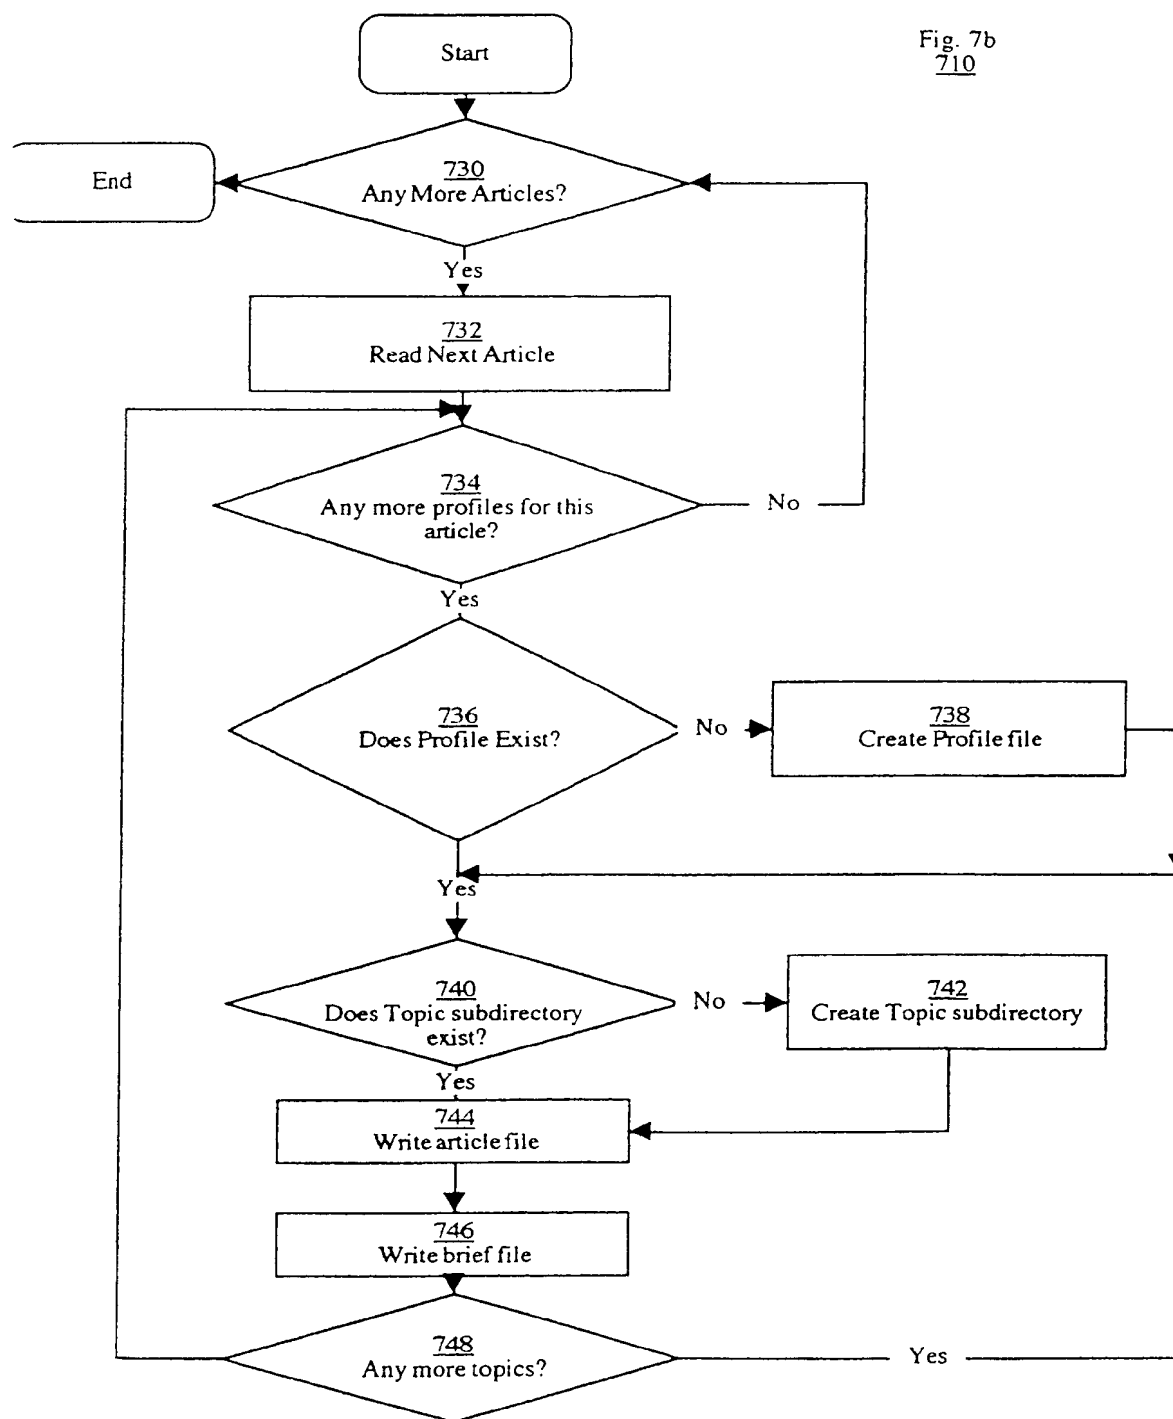 Fig. 7b
710
Start
End
730
Any More Articles?
Yes
732
Read Next Article
734
Any more profiles for this
article?
No
Yes
736
Does Profile Exist?
No
738
Create Profile file
Yes
740
Does Topic subdirectory
exist?
No
742
Create Topic subdirectory
Yes
744
Write article file
746
Write brief file
748
Any more topics?
Yes